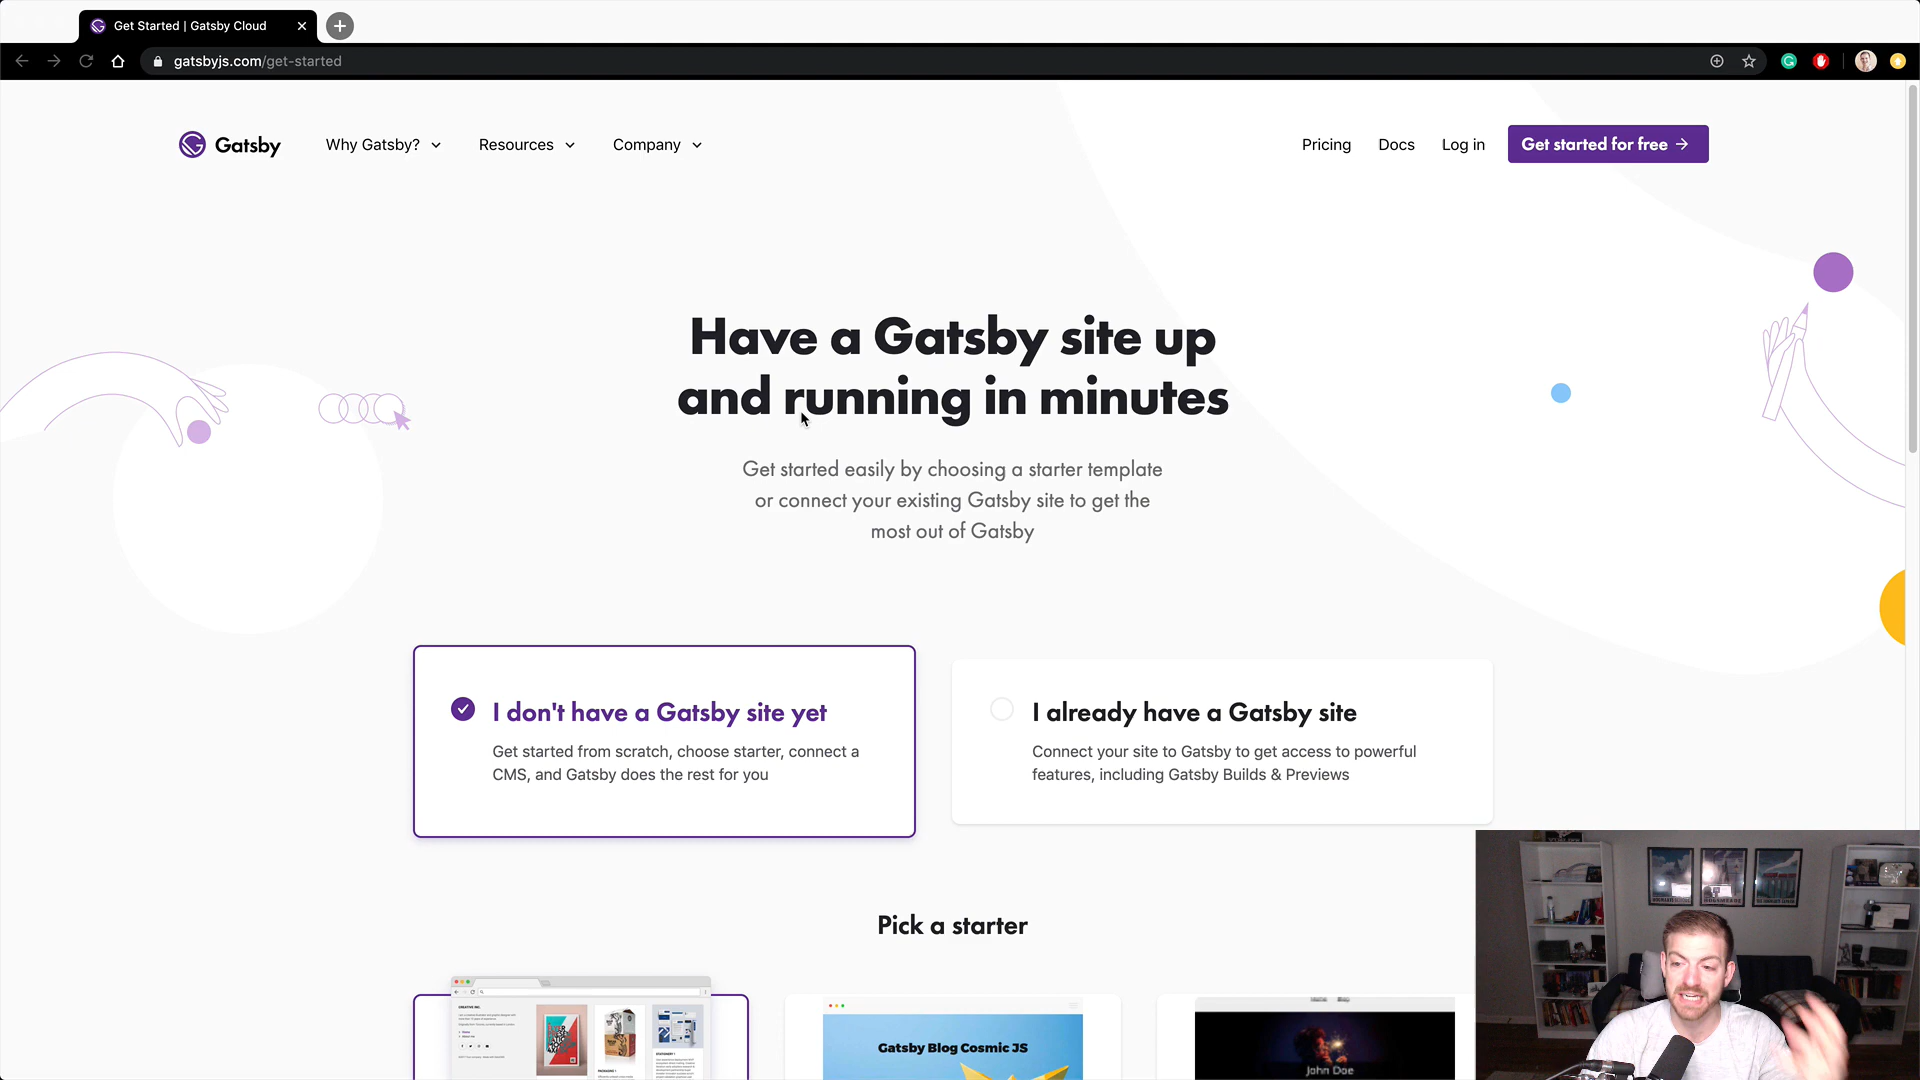 Get Started | Gatsby Cloud
gatsbyjs.com/get-started
Gatsby
Why Gatsby?
Resources
Company
Pricing
Docs
Log in
Get started for free →
Have a Gatsby site up
and running in minutes
Get started easily by choosing a starter template
or connect your existing Gatsby site to get the
most out of Gatsby
I don't have a Gatsby site yet
Get started from scratch, choose starter, connect a
CMS, and Gatsby does the rest for you
I already have a Gatsby site
Connect your site to Gatsby to get access to powerful
features, including Gatsby Builds & Previews
Pick a starter
CREATIVE INC.
Gatsby Blog Cosmic JS
Home Blog
John Doe